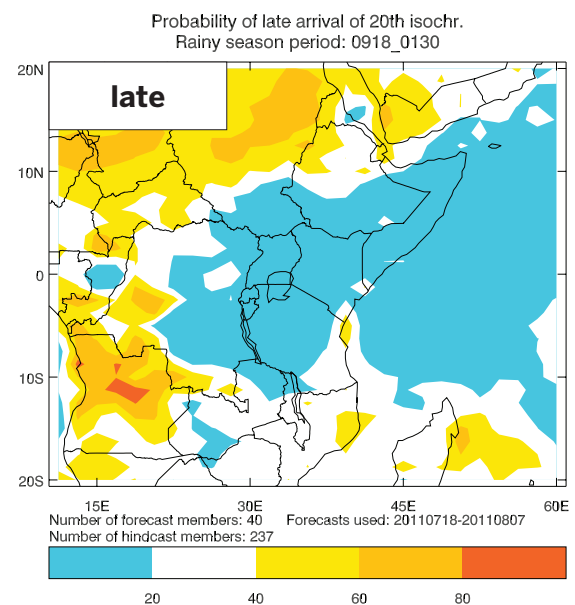 Probability of late arrival of 20th isochr.
Rainy season period: 0918_0130
late
20N
10N
0
10S
20S
15E 30E 45E 60E
Number of forecast members: 40 Forecasts used: 20110718-20110807
Number of hindcast members: 237
20 40 60 80